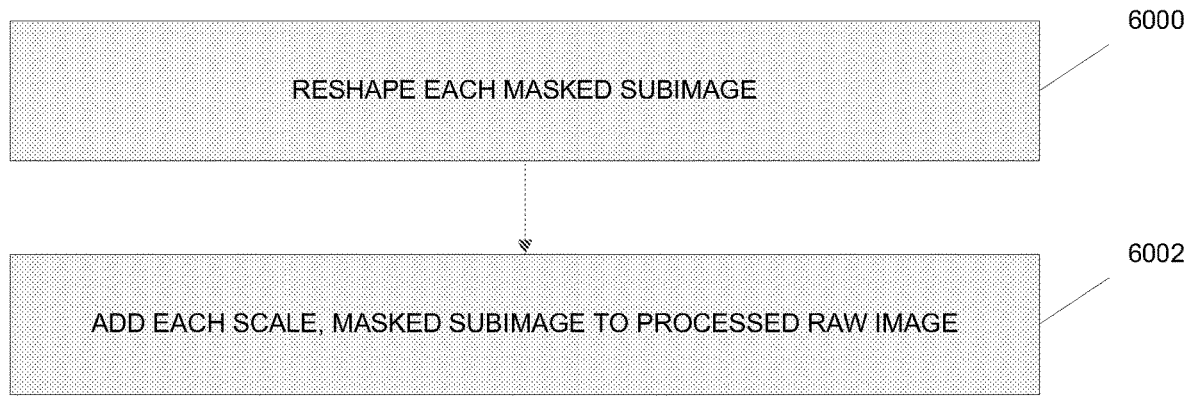 6000
RESHAPE EACH MASKED SUBIMAGE
6002
ADD EACH SCALE, MASKED SUBIMAGE TO PROCESSED RAW IMAGE